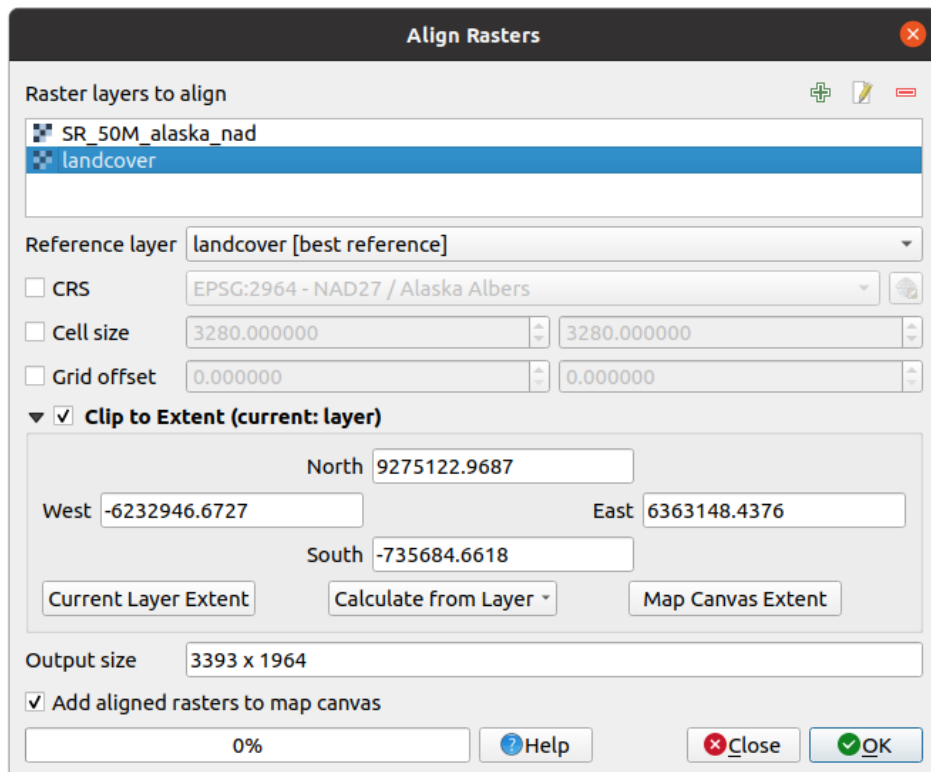 Align Rasters
Raster layers to align
SR_50M_alaska_nad
landcover
Reference layer landcover [best reference]
CRS EPSG:2964 - NAD27 / Alaska Albers
Cell size 3280.000000 3280.000000
Grid offset 0.000000 0.000000
Clip to Extent (current: layer)
North 9275122.9687
West -6232946.6727 East 6363148.4376
South -735684.6618
Current Layer Extent Calculate from Layer Map Canvas Extent
Output size 3393 x 1964
Add aligned rasters to map canvas
0% Help Close OK